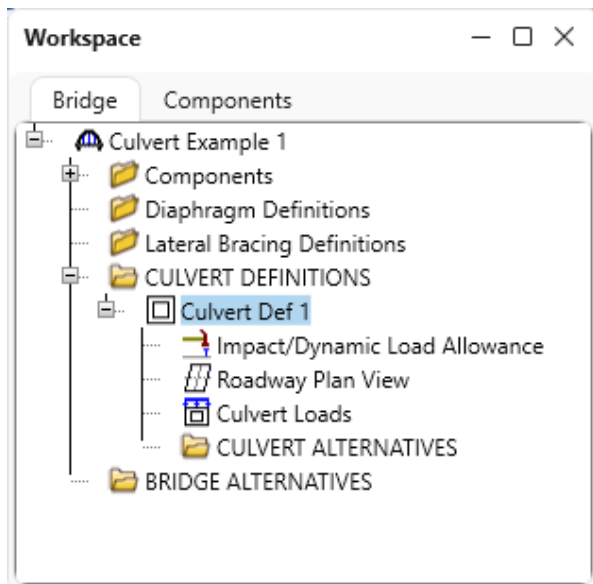 Workspace
Bridge Components
Culvert Example 1
Components
Diaphragm Definitions
Lateral Bracing Definitions
CULVERT DEFINITIONS
Culvert Def 1
Impact/Dynamic Load Allowance
Roadway Plan View
Culvert Loads
CULVERT ALTERNATIVES
BRIDGE ALTERNATIVES